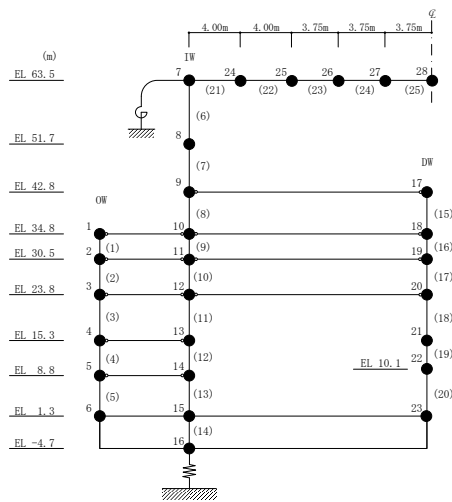 4.00m 4.00m 3.75m 3.75m 3.75m ℄
(m) IW
EL 63.5 7 24 25 26 27 28
(21) (22) (23) (24) (25)
(6)
EL 51.7 8
(7) DW
EL 42.8 9 17
OW (8) (15)
EL 34.8 1 10 18
(1) (9) (16)
EL 30.5 2 11 19
(2) (10) (17)
EL 23.8 3 12 20
(3) (11) (18)
EL 15.3 4 13 21
(4) (12) (19)
EL 10.1 22
EL 8.8 5 14
(5) (13) (20)
EL 1.3 6 15 23
(14)
EL -4.7 16